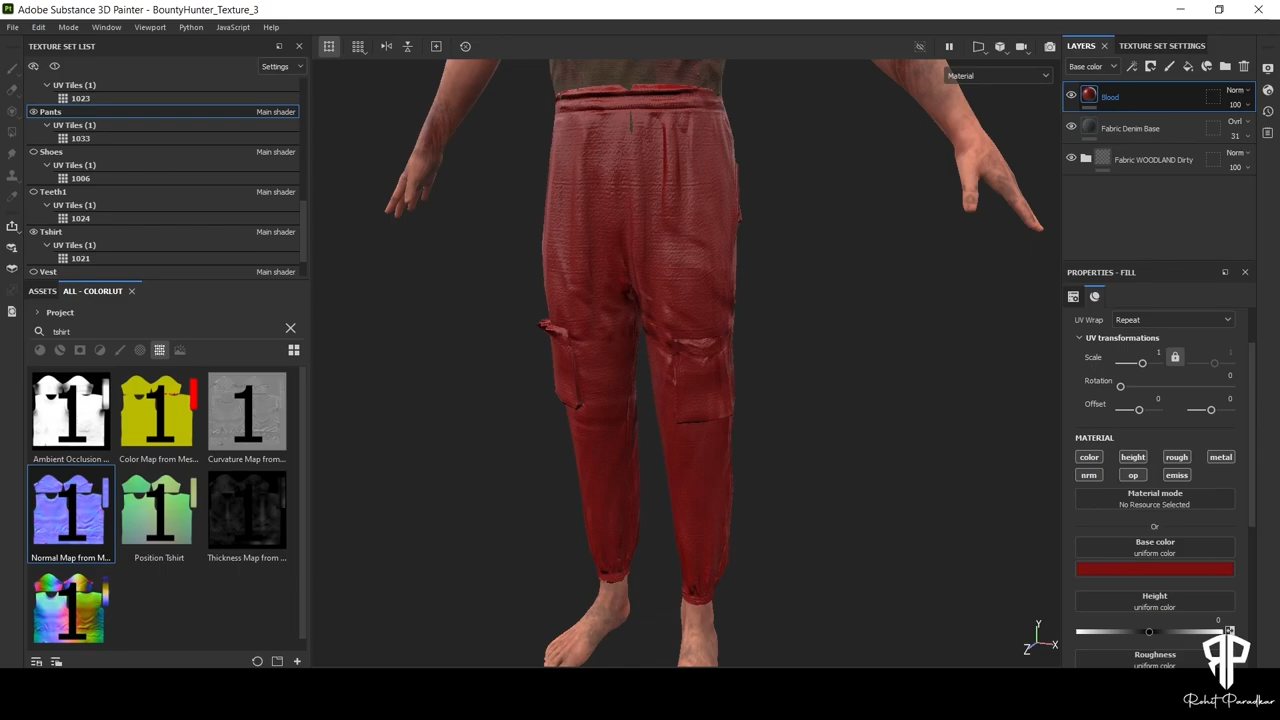 Adobe Substance 3D Painter - BountyHunter_Texture_3
File Edit Mode Window Viewport Python JavaScript Help
TEXTURE SET LIST
Settings
UV Tiles (1)
1023
Pants Main shader
UV Tiles (1)
1033
Shoes Main shader
UV Tiles (1)
1006
Teeth1 Main shader
UV Tiles (1)
1024
Tshirt Main shader
UV Tiles (1)
1021
Vest Main shader
ASSETS ALL - COLORLUT
Project
tshirt
1 1 1
Ambient Occlusion ... Color Map from Mes... Curvature Map from...
1 1
Normal Map from M... Position Tshirt Thickness Map from ...
1
Material
LAYERS TEXTURE SET SETTINGS
Base color
Blood Norm 100
Fabric Denim Base Ovrl 31
Fabric WOODLAND Dirty Norm 100
PROPERTIES - FILL
UV Wrap Repeat
UV transformations
Scale 1 1
Rotation 0
Offset 0 0
MATERIAL
color height rough metal
nrm op emiss
Material mode
No Resource Selected
Or
Base color
uniform color
Height
uniform color
0
Roughness
uniform color
Y
Z X
Rohit Paradkar